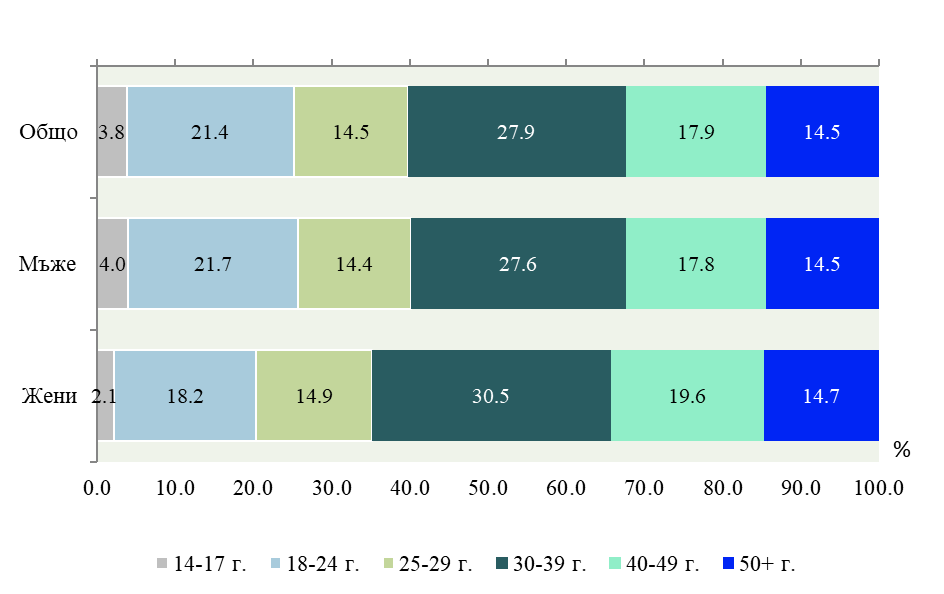 Общо 3.8 21.4 14.5 27.9 17.9 14.5
Мъже 4.0 21.7 14.4 27.6 17.8 14.5
Жени 2.1 18.2 14.9 30.5 19.6 14.7
%
0.0 10.0 20.0 30.0 40.0 50.0 60.0 70.0 80.0 90.0 100.0
14-17 г. 18-24 г. 25-29 г. 30-39 г. 40-49 г. 50+ г.